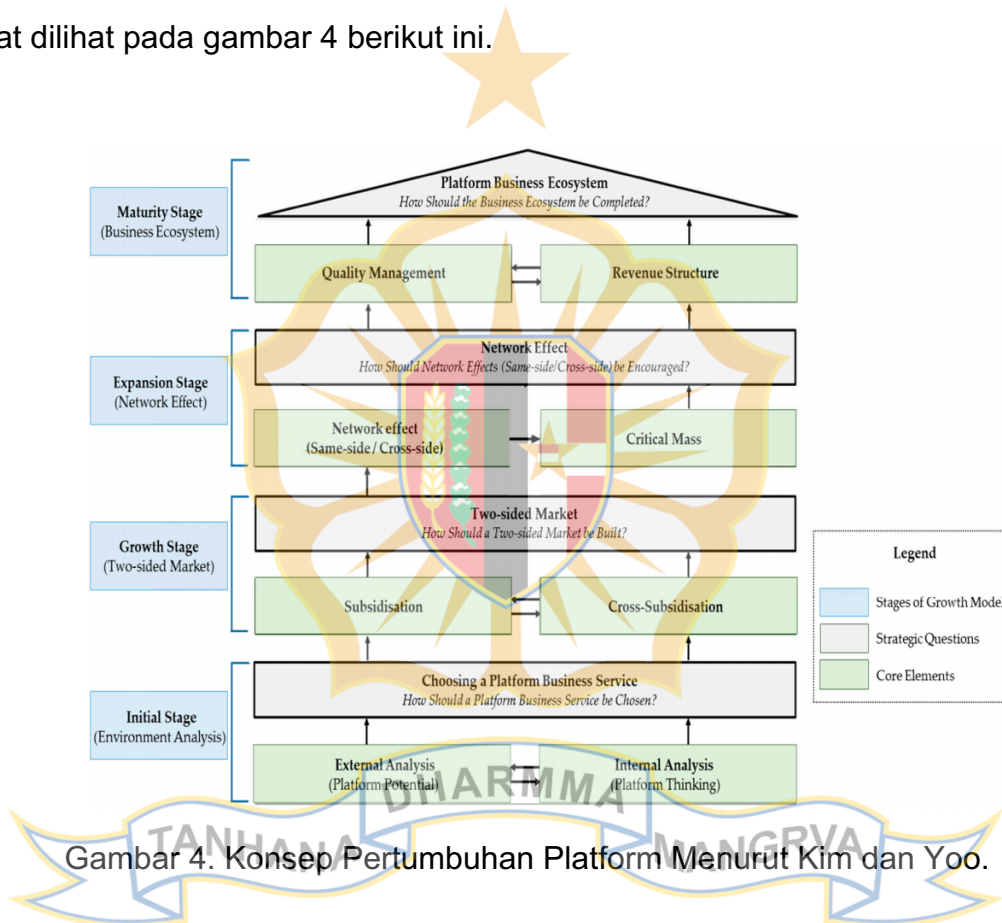 at dilihat pada gambar 4 berikut ini.
Platform Business Ecosystem
How Should the Business Ecosystem be Completed?
Maturity Stage
(Business Ecosystem)
Quality Management
Revenue Structure
Network Effect
How Should Network Effects (Same-side/Cross-side) be Encouraged?
Expansion Stage
(Network Effect)
Network effect
(Same-side / Cross-side)
Critical Mass
Two-sided Market
How Should a Two-sided Market be Built?
Growth Stage
(Two-sided Market)
Subsidisation
Cross-Subsidisation
Legend
Stages of Growth Model
Strategic Questions
Core Elements
Choosing a Platform Business Service
How Should a Platform Business Service be Chosen?
Initial Stage
(Environment Analysis)
External Analysis
(Platform Potential)
Internal Analysis
(Platform Thinking)
TANHANA DHARMMA MANGRVA
Gambar 4. Konsep Pertumbuhan Platform Menurut Kim dan Yoo.